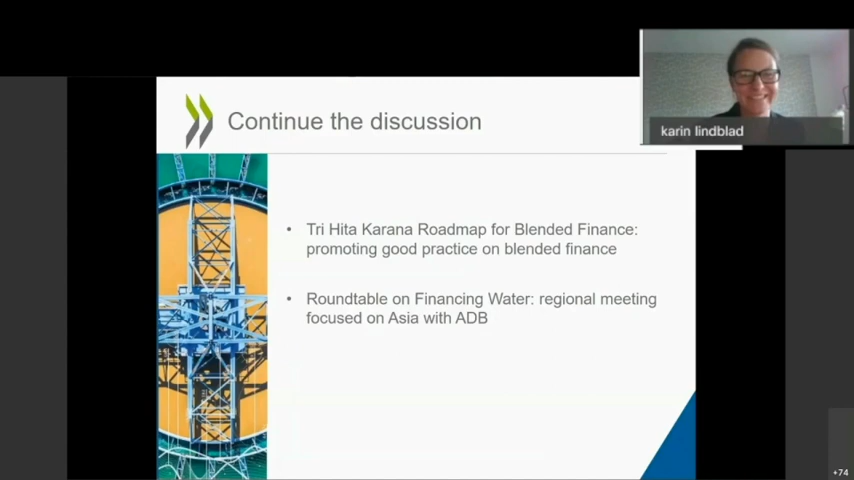 Continue the discussion
karin lindblad
• Tri Hita Karana Roadmap for Blended Finance:
promoting good practice on blended finance
• Roundtable on Financing Water: regional meeting
focused on Asia with ADB
+74